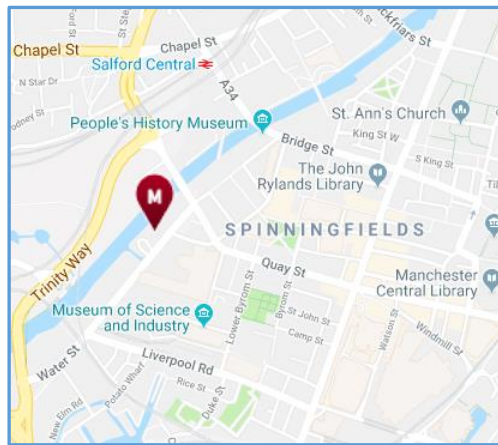 Chapel St
Chapel St
Salford Central
N Star Dr
A34
St. Ann's Church
People's History Museum
King St W
Bridge St
S King St
The John
Rylands Library
M
SPINNINGFIELDS
Trinity Way
Quay St
Manchester
Central Library
Museum of Science
and Industry
Lower Byrom St
Byrom St
St John St
Camp St
Watson St
Windmill St
Water St
Potato Wharf
Liverpool Rd
Rice St
Duke St
New Elm Rd